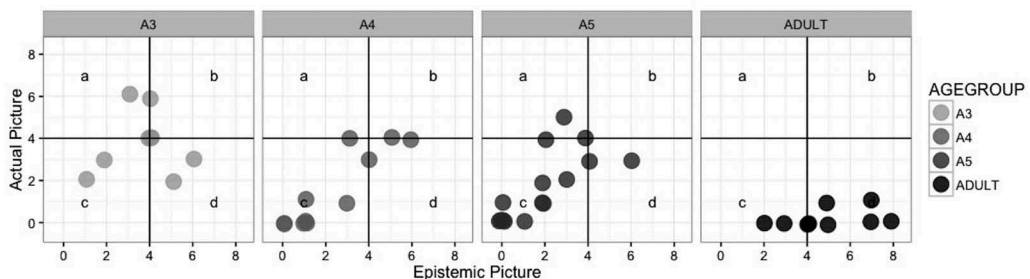 A3 A4 A5 ADULT
8 a b a b a b a b
6
4
2
c d c d c d c d
0
0 2 4 6 8 0 2 4 6 8 0 2 4 6 8 0 2 4 6 8
Actual Picture
Epistemic Picture
AGEGROUP
A3
A4
A5
ADULT